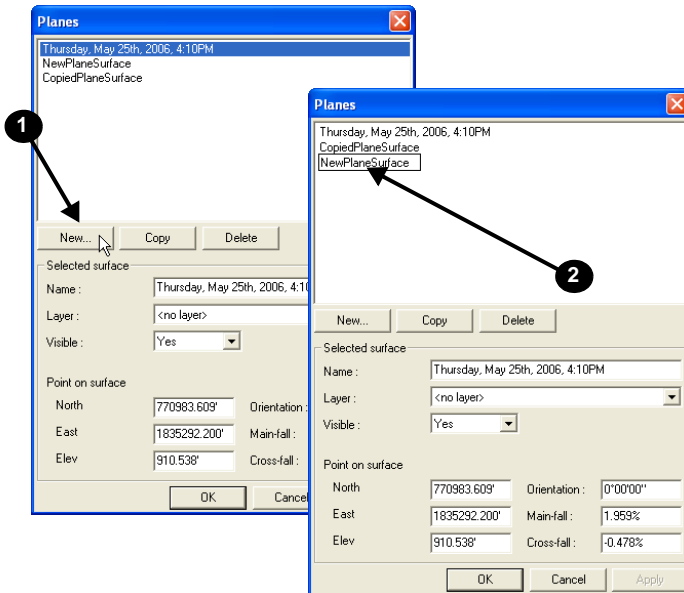 Planes
Thursday, May 25th, 2006, 4:10PM
NewPlaneSurface
CopiedPlaneSurface
1
New... Copy Delete
Selected surface
Name : Thursday, May 25th, 2006, 4:10
Layer : <no layer>
Visible : Yes
Point on surface
North 770983.609' Orientation :
East 1835292.200' Main-fall :
Elev 910.538' Cross-fall :
OK Cancel
Planes
Thursday, May 25th, 2006, 4:10PM
CopiedPlaneSurface
NewPlaneSurface
2
New... Copy Delete
Selected surface
Name : Thursday, May 25th, 2006, 4:10PM
Layer : <no layer>
Visible : Yes
Point on surface
North 770983.609' Orientation : 0°00'00"
East 1835292.200' Main-fall : 1.959%
Elev 910.538' Cross-fall : -0.478%
OK Cancel Apply